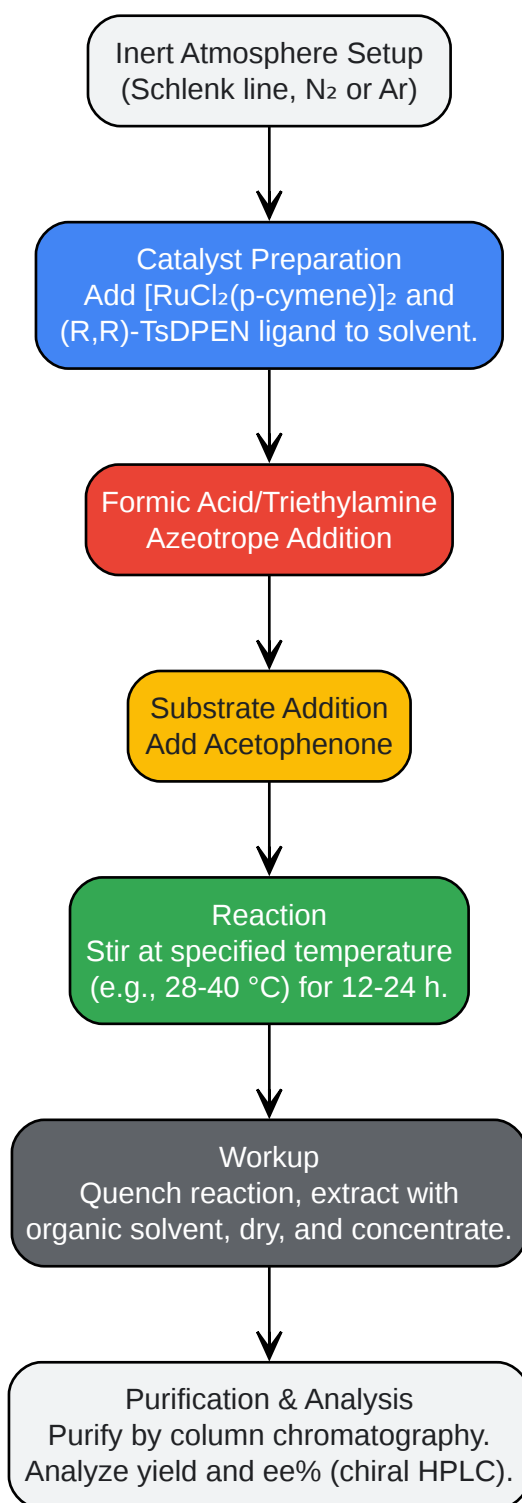 Inert Atmosphere Setup
(Schlenk line, N₂ or Ar)
Catalyst Preparation
Add [RuCl₂(p-cymene)]₂ and
(R,R)-TsDPEN ligand to solvent.
Formic Acid/Triethylamine
Azeotrope Addition
Substrate Addition
Add Acetophenone
Reaction
Stir at specified temperature
(e.g., 28-40 °C) for 12-24 h.
Workup
Quench reaction, extract with
organic solvent, dry, and concentrate.
Purification & Analysis
Purify by column chromatography.
Analyze yield and ee% (chiral HPLC).